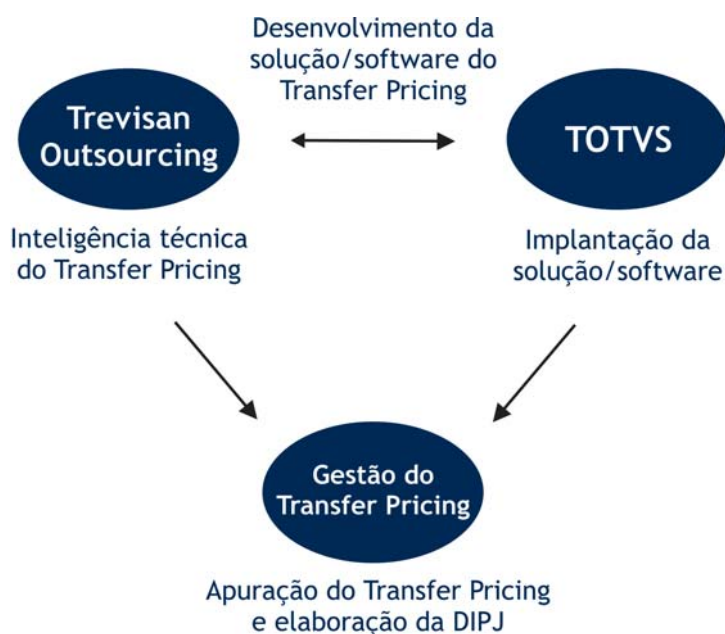 Desenvolvimento da
solução/software do
Transfer Pricing
Trevisan
Outsourcing
TOTVS
Inteligência técnica
do Transfer Pricing
Implantação da
solução/software
Gestão do
Transfer Pricing
Apuração do Transfer Pricing
e elaboração da DIPJ